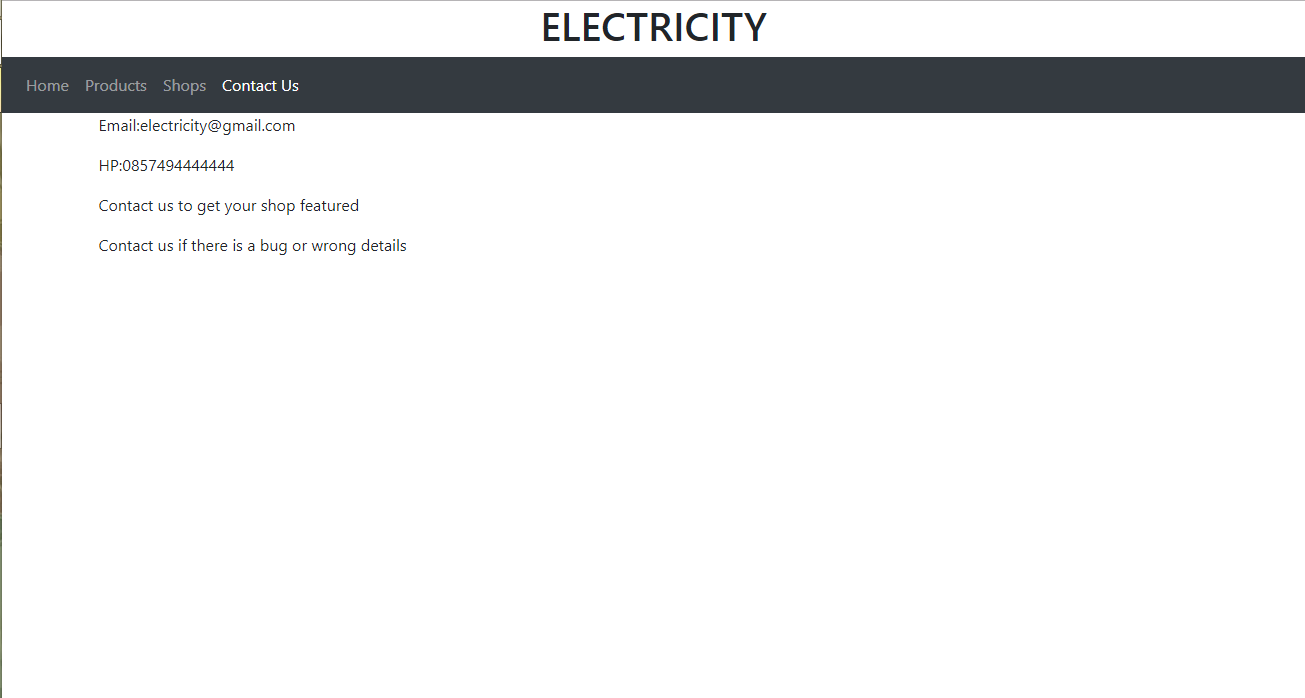 ELECTRICITY
Home Products Shops Contact Us
Email:electricity@gmail.com
HP:0857494444444
Contact us to get your shop featured
Contact us if there is a bug or wrong details